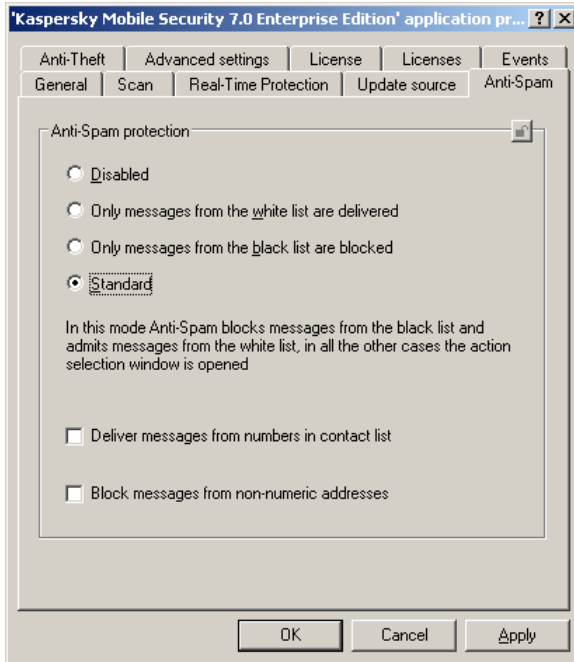 'Kaspersky Mobile Security 7.0 Enterprise Edition' application pr...
Anti-Theft Advanced settings License Licenses Events
General Scan Real-Time Protection Update source Anti-Spam
Anti-Spam protection
Disabled
Only messages from the white list are delivered
Only messages from the black list are blocked
Standard
In this mode Anti-Spam blocks messages from the black list and
admits messages from the white list, in all the other cases the action
selection window is opened
Deliver messages from numbers in contact list
Block messages from non-numeric addresses
OK Cancel Apply